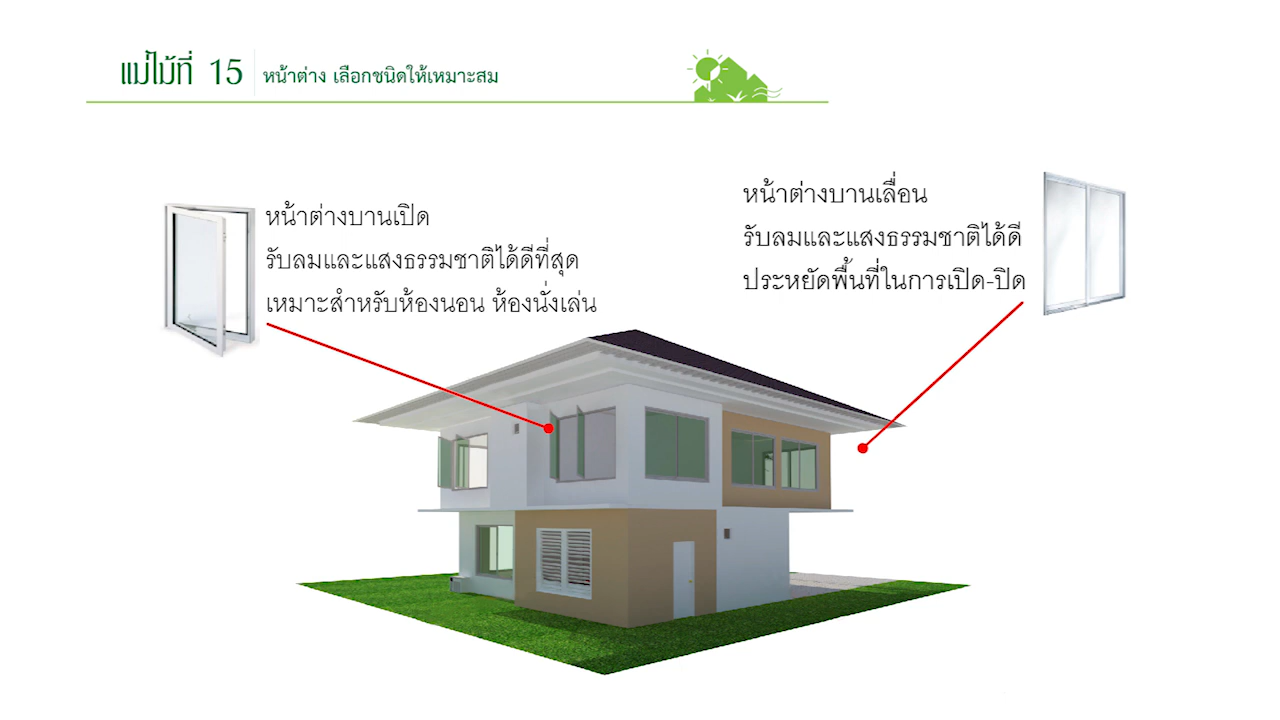 แม่ไม้ที่ 15 หน้าต่าง เลือกชนิดให้เหมาะสม
หน้าต่างบานเปิด
รับลมและแสงธรรมชาติได้ดีที่สุด
เหมาะสำหรับห้องนอน ห้องนั่งเล่น
หน้าต่างบานเลื่อน
รับลมและแสงธรรมชาติได้ดี
ประหยัดพื้นที่ในการเปิด-ปิด